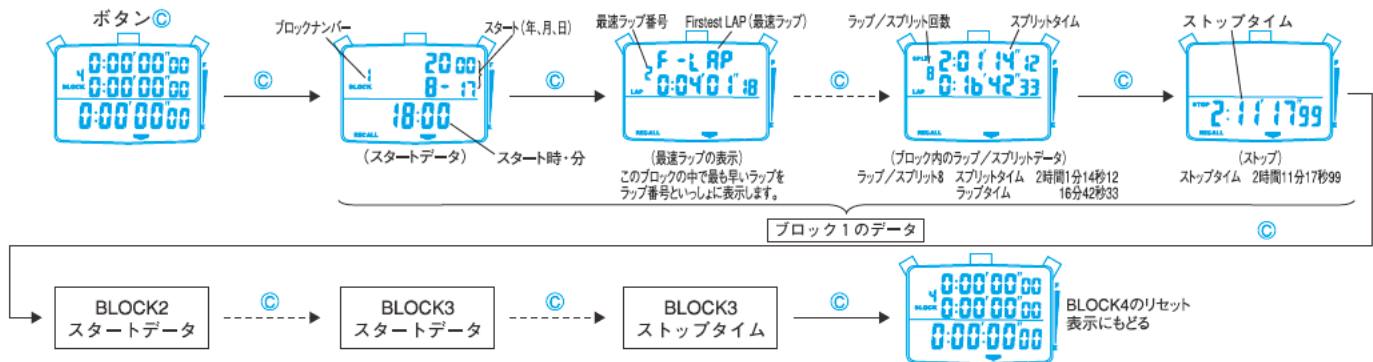 ボタンⒸ
4 0:00'00"00
BLOCK 0:00'00"00
0:00'00"00
Ⓒ
ブロックナンバー
スタート(年、月、日)
20 00
1
BLOCK 8-17
18:00
RECALL
スタート時・分
(スタートデータ)
Ⓒ
最速ラップ番号 Firstest LAP(最速ラップ)
F-LAP
2
LAP 0:04'01"18
RECALL
(最速ラップの表示)
このブロックの中で最も早いラップを
ラップ番号といっしょに表示します。
Ⓒ
ラップ/スプリット回数 スプリットタイム
SPLIT 2:01'14"12
8
LAP 0:16'42"33
RECALL
(ブロック内のラップ/スプリットデータ)
ラップ/スプリット8 スプリットタイム 2時間1分14秒12
ラップタイム 16分42秒33
Ⓒ
ストップタイム
STOP 2:11'17"99
RECALL
(ストップ)
ストップタイム 2時間11分17秒99
ブロック1のデータ
Ⓒ
BLOCK2
スタートデータ
Ⓒ
BLOCK3
スタートデータ
Ⓒ
BLOCK3
ストップタイム
Ⓒ
4 0:00'00"00
BLOCK 0:00'00"00
0:00:00"00
BLOCK4のリセット
表示にもどる